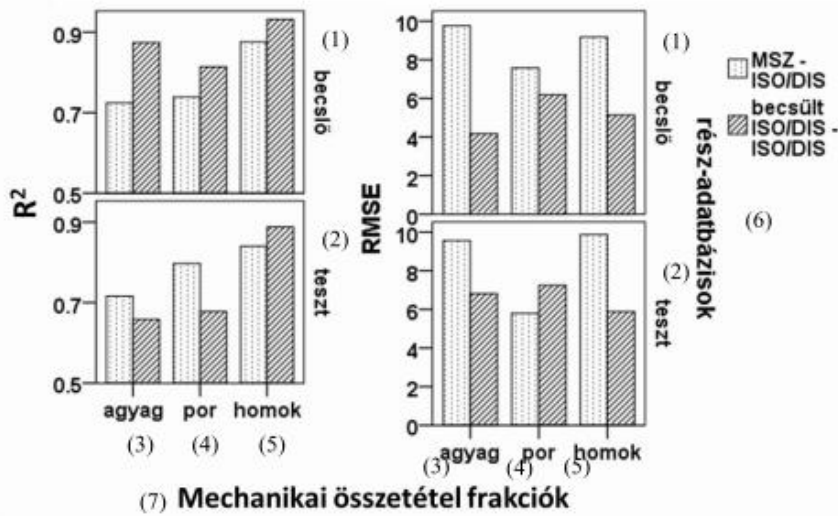 R²
0.9
0.7
0.5
(1)
becslő
0.9
0.7
0.5
(2)
teszt
agyag por homok
(3) (4) (5)
RMSE
10
8
6
4
2
0
(1)
becslő
10
8
6
4
2
0
(2)
teszt
agyag por homok
(3) (4) (5)
rész-adatbázisok
(6)
MSZ -
ISO/DIS
becsült
ISO/DIS -
ISO/DIS
(7) Mechanikai összetétel frakciók